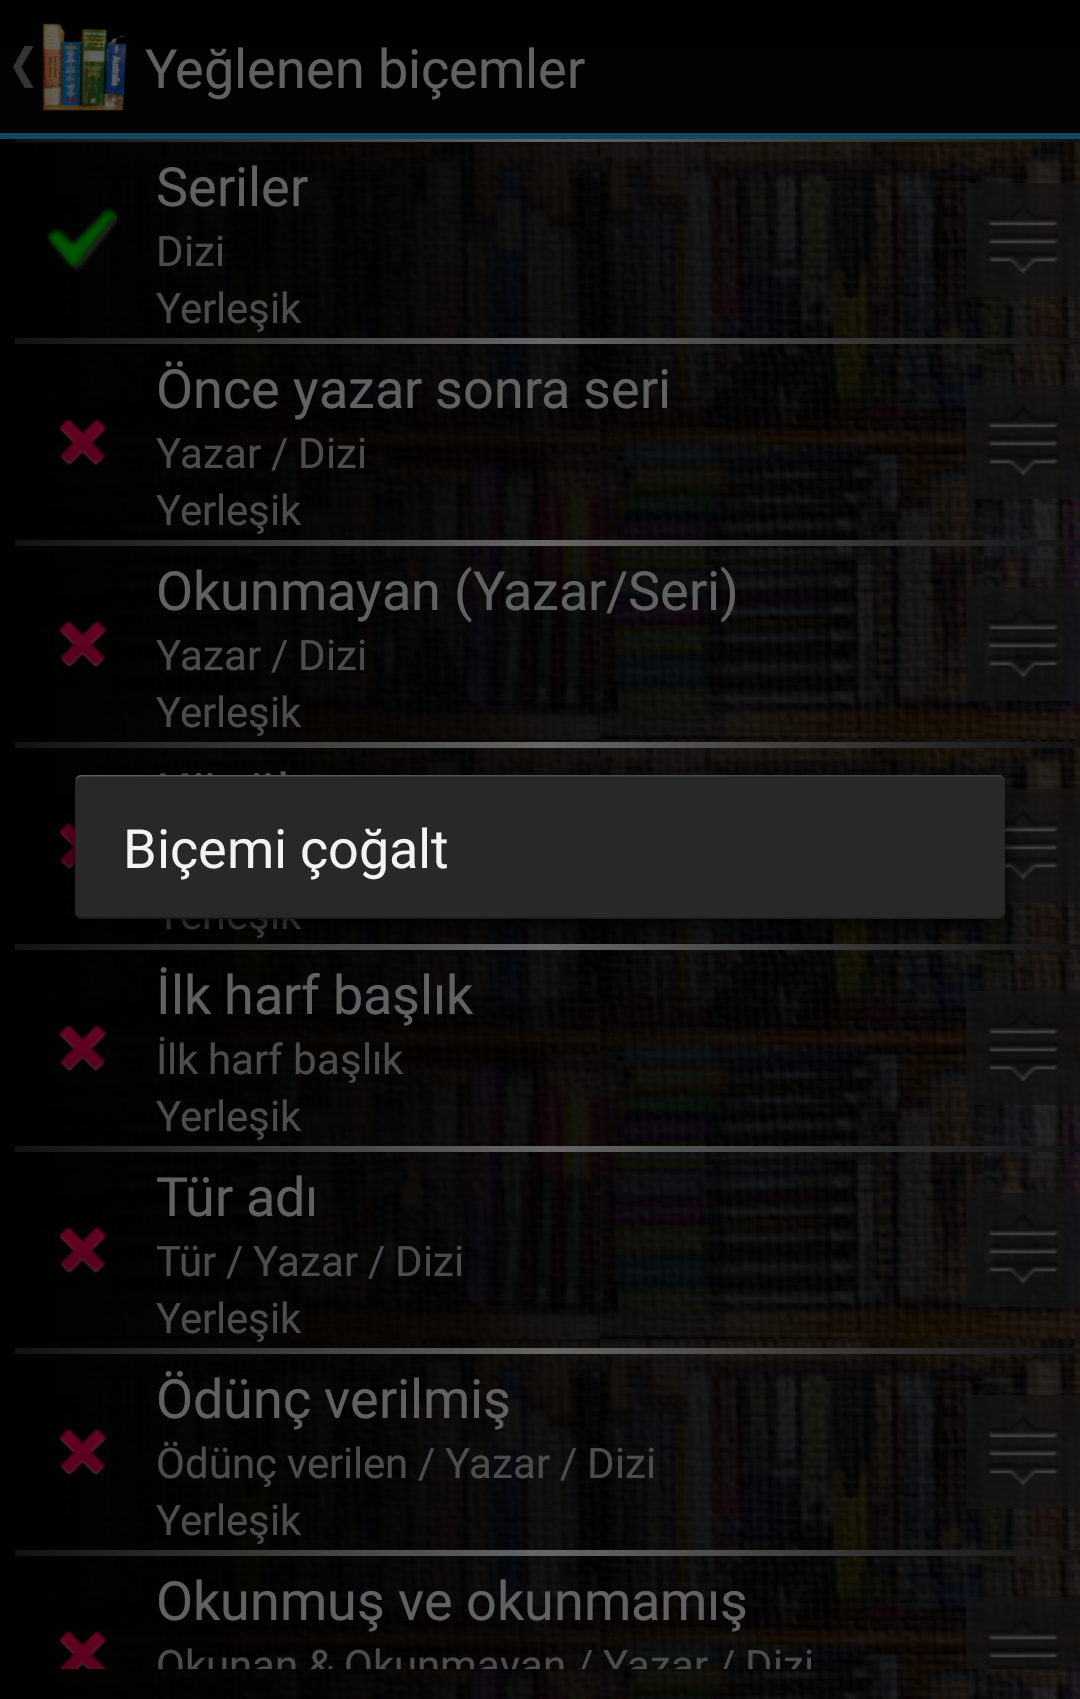 Yeğlenen biçemler
Seriler
Dizi
Yerleşik
Önce yazar sonra seri
Yazar / Dizi
Yerleşik
Okunmayan (Yazar/Seri)
Yazar / Dizi
Yerleşik
Biçemi çoğalt
Yerleşik
İlk harf başlık
İlk harf başlık
Yerleşik
Tür adı
Tür / Yazar / Dizi
Yerleşik
Ödünç verilmiş
Ödünç verilen / Yazar / Dizi
Yerleşik
Okunmuş ve okunmamış
Okunan & Okunmayan / Yazar / Dizi